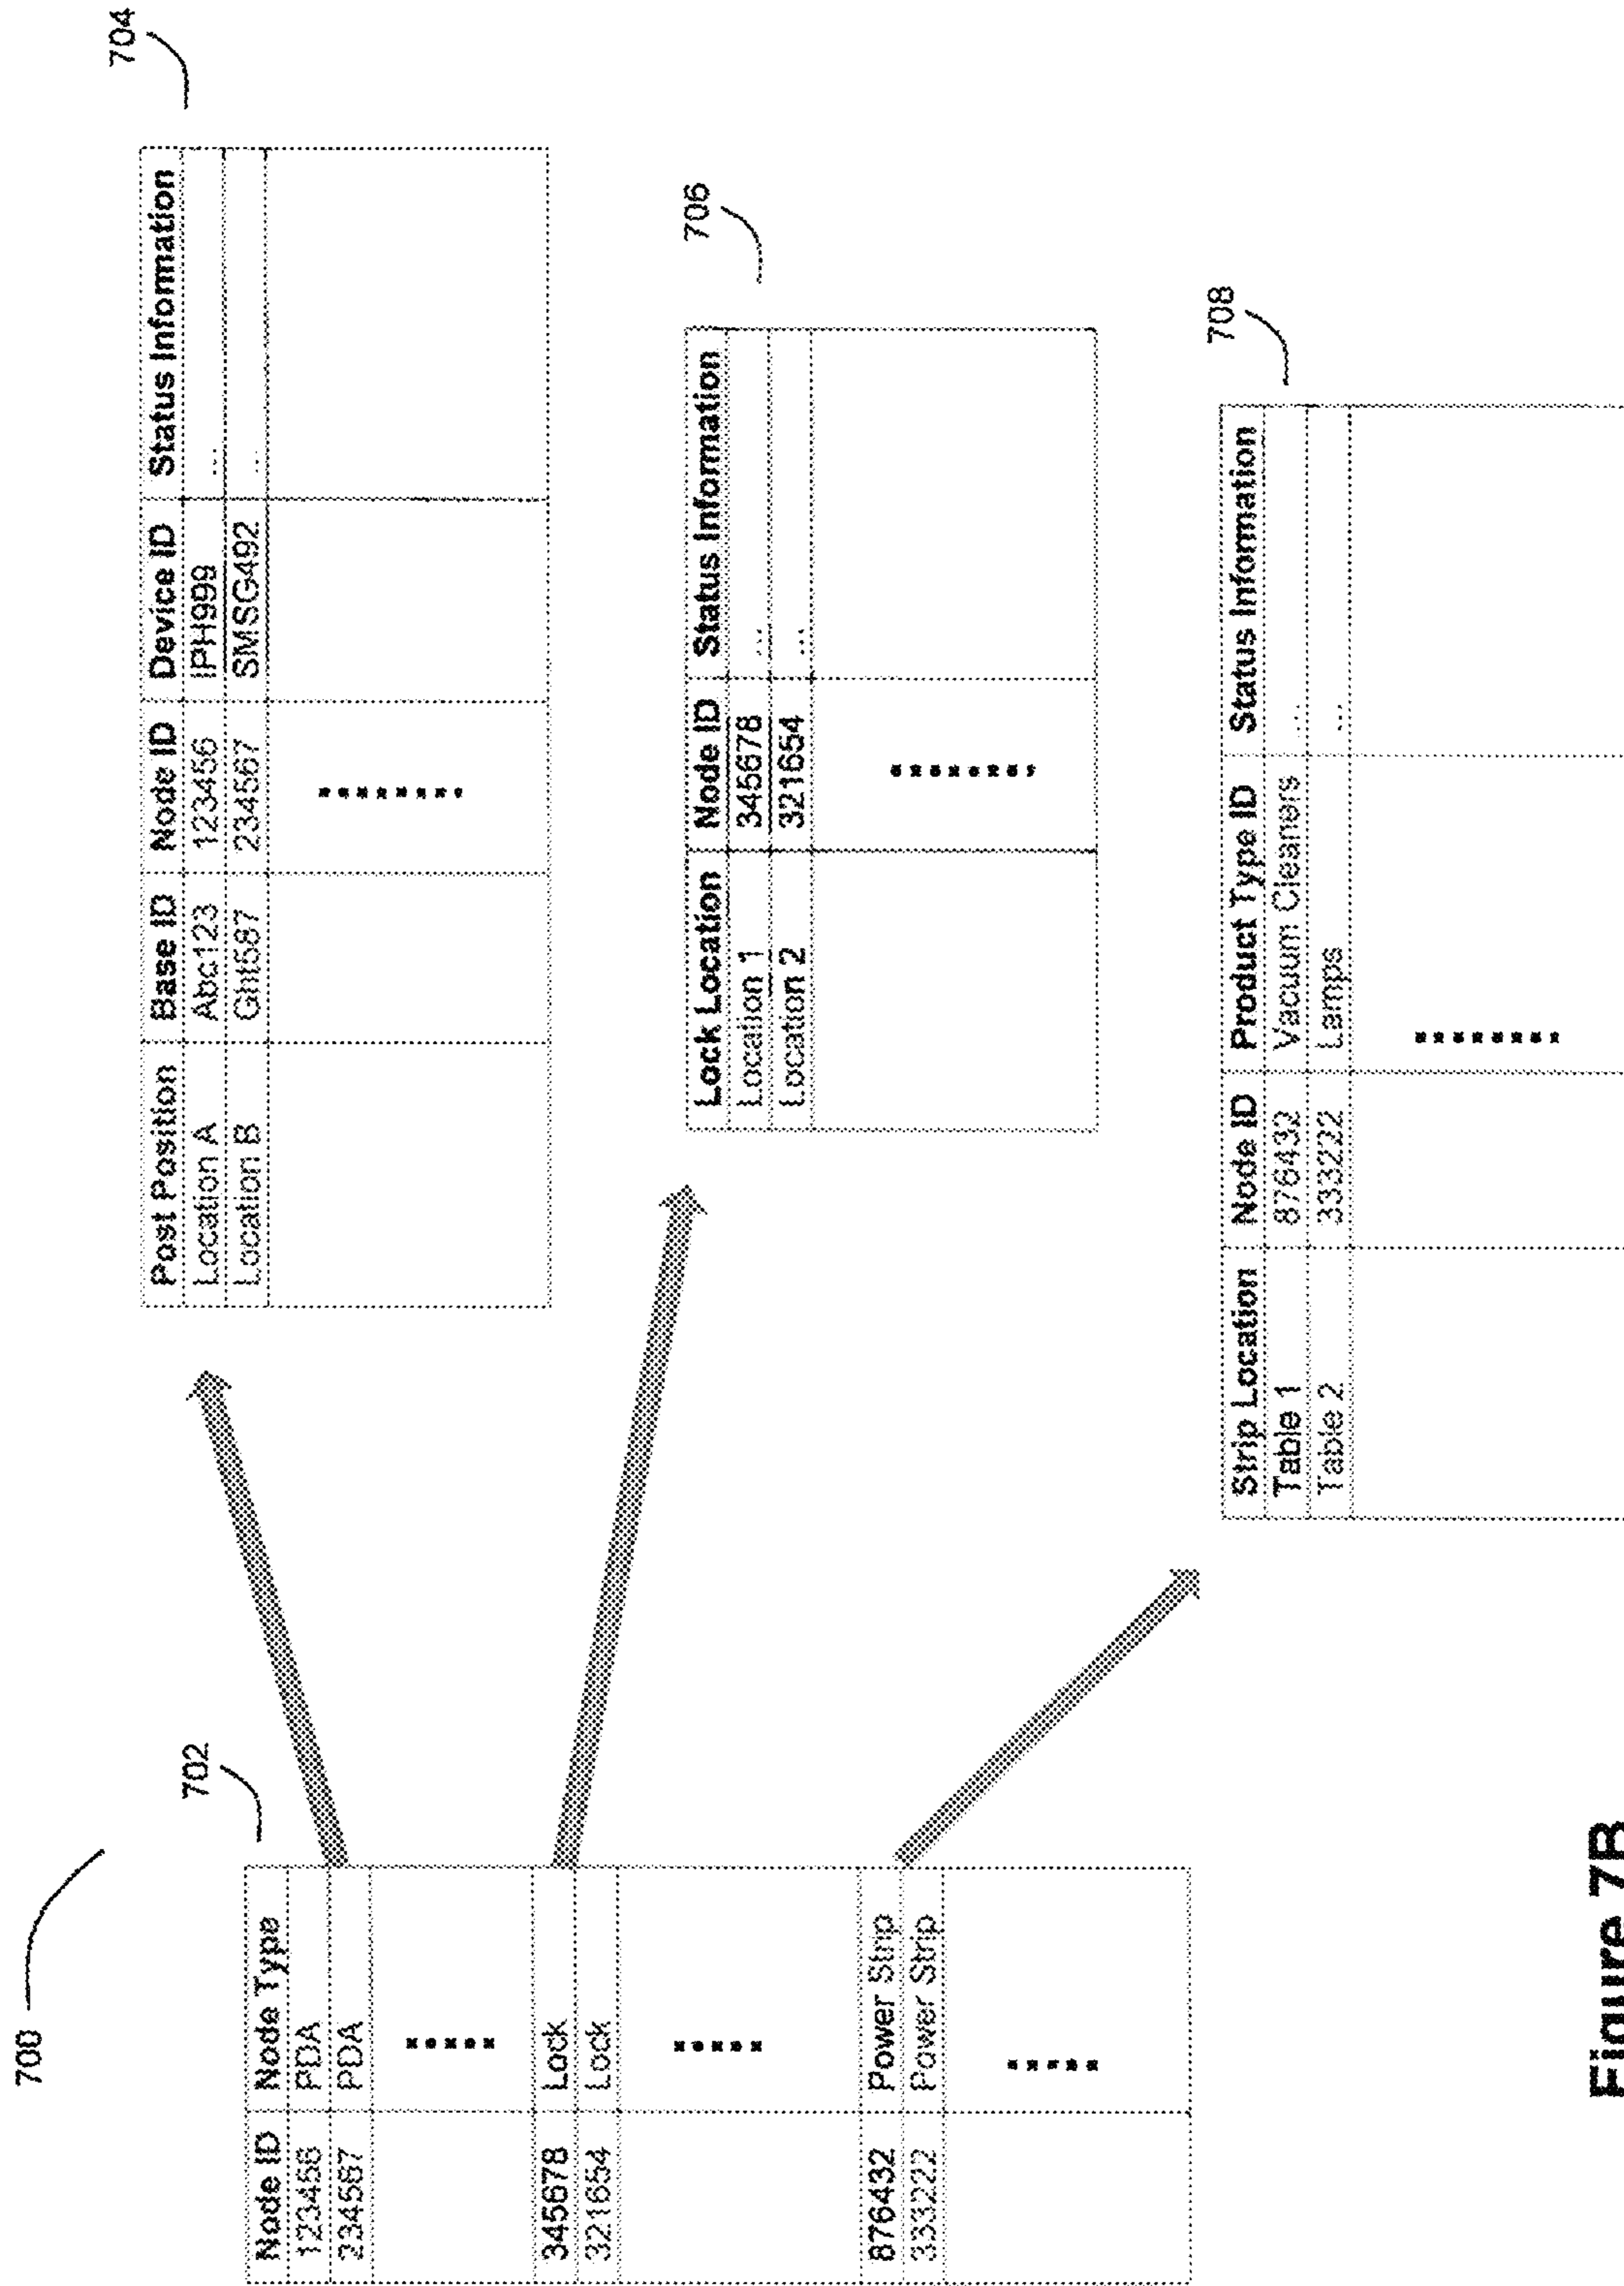 700
702
Node ID Node Type
123456 PDA
234567 PDA
345678 Lock
321654 Lock
876432 Power Strip
333222 Power Strip
704
Post Position Base ID Node ID Device ID Status Information
Location A Abc123 123456 IPH999 ...
Location B Ght587 234567 SMSG492 ...
706
Lock Location Node ID Status Information
Location 1 345678 ...
Location 2 321654 ...
708
Strip Location Node ID Product Type ID Status Information
Table 1 876432 Vacuum Cleaners ...
Table 2 333222 Lamps ...
Figure 7B